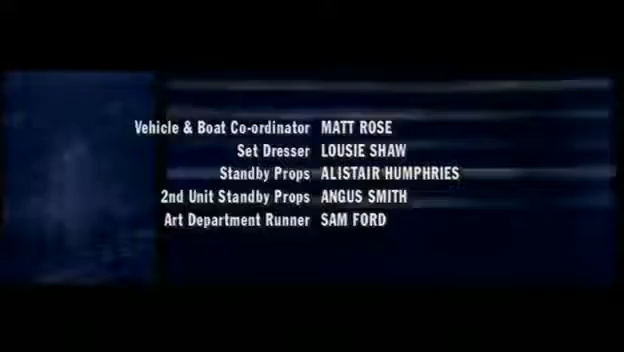 Vehicle & Boat Co-ordinator MATT ROSE
Set Dresser LOUSIE SHAW
Standby Props ALISTAIR HUMPHRIES
2nd Unit Standby Props ANGUS SMITH
Art Department Runner SAM FORD